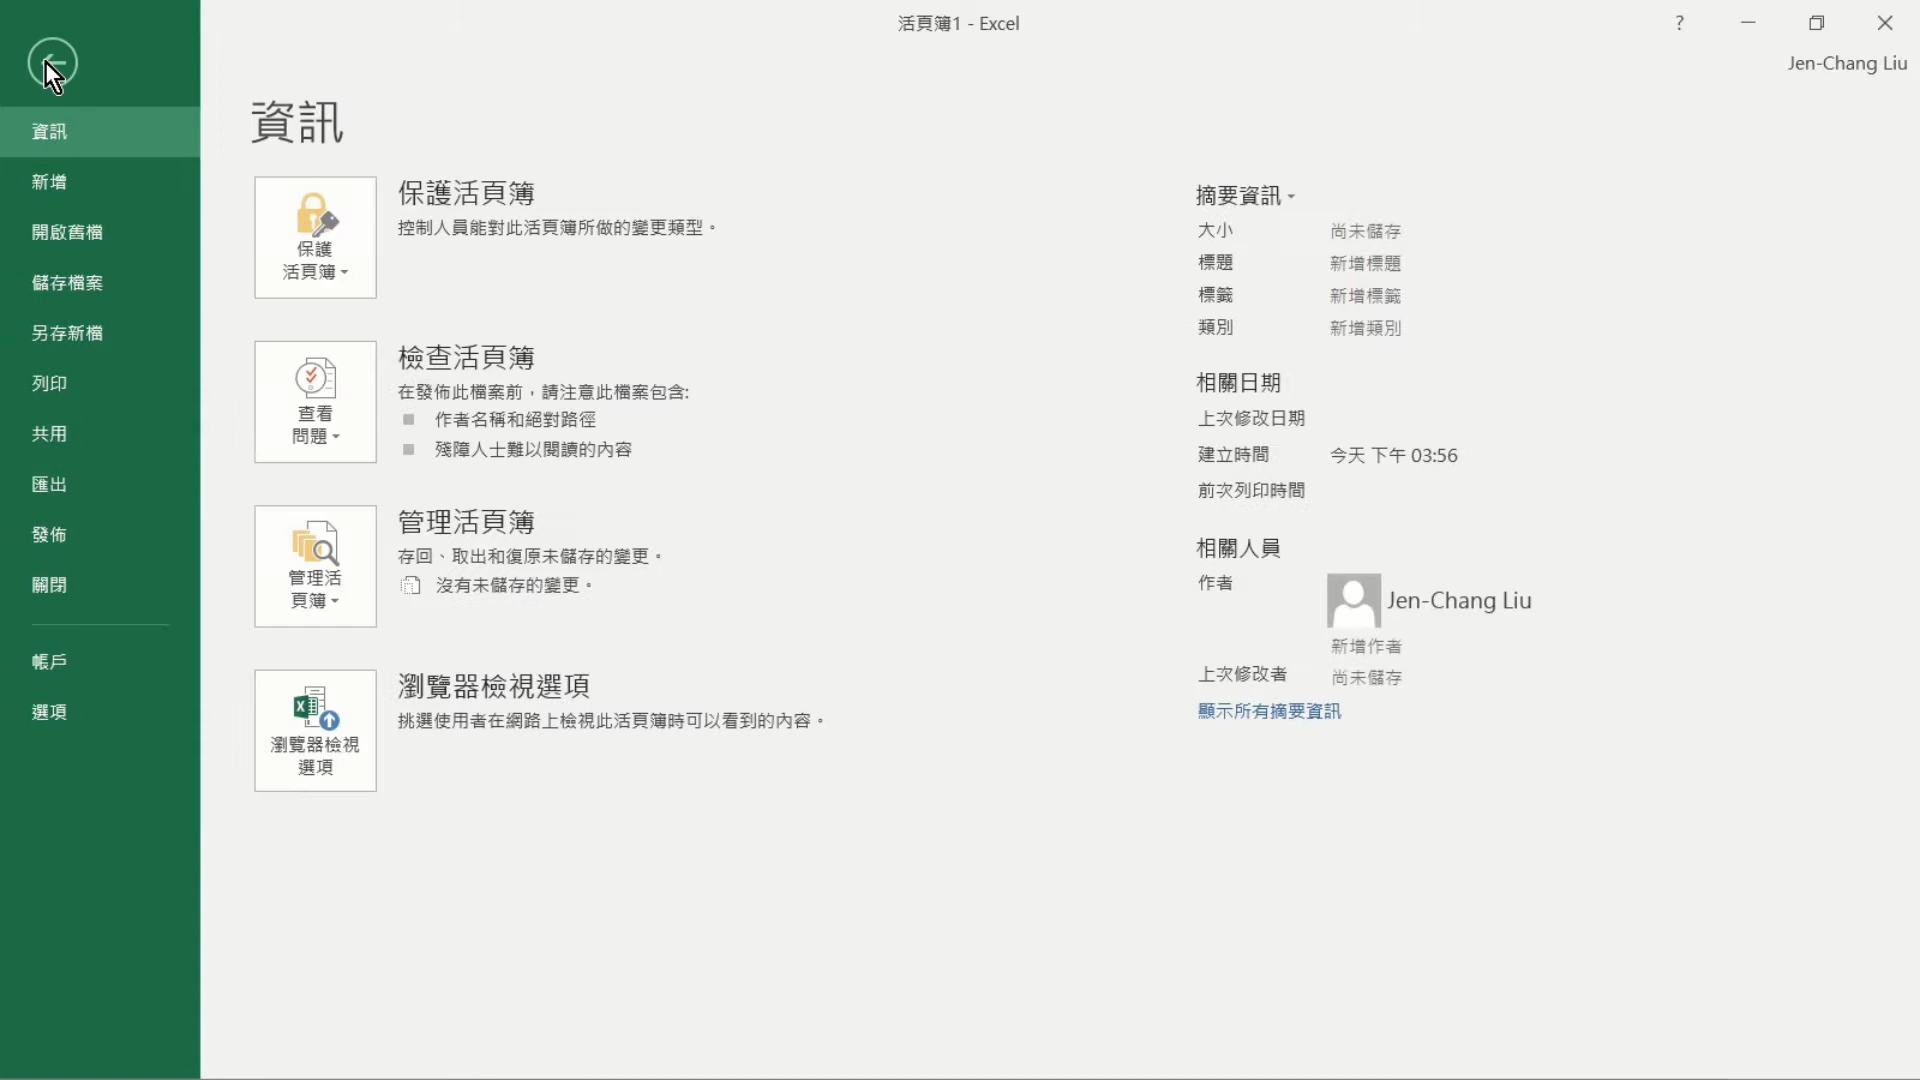 活頁簿1 - Excel
?
Jen-Chang Liu
資訊
新增
開啟舊檔
儲存檔案
另存新檔
列印
共用
匯出
發佈
關閉
帳戶
選項
資訊
保護
活頁簿
保護活頁簿
控制人員能對此活頁簿所做的變更類型。
查看
問題
檢查活頁簿
在發佈此檔案前，請注意此檔案包含:
作者名稱和絕對路徑
殘障人士難以閱讀的內容
管理活
頁簿
管理活頁簿
存回、取出和復原未儲存的變更。
沒有未儲存的變更。
瀏覽器檢視
選項
瀏覽器檢視選項
挑選使用者在網路上檢視此活頁簿時可以看到的內容。
摘要資訊
大小 尚未儲存
標題 新增標題
標籤 新增標籤
類別 新增類別
相關日期
上次修改日期
建立時間 今天 下午 03:56
前次列印時間
相關人員
作者 Jen-Chang Liu
新增作者
上次修改者 尚未儲存
顯示所有摘要資訊